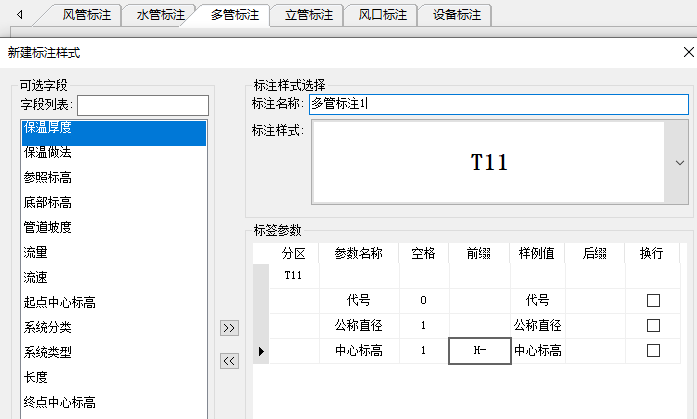 风管标注 水管标注 多管标注 立管标注 风口标注 设备标注
新建标注样式
可选字段
字段列表:
保温厚度
保温做法
参照标高
底部标高
管道坡度
流量
流速
起点中心标高
系统分类
系统类型
长度
终点中心标高
>>
<<
标注样式选择
标注名称: 多管标注1
标注样式:
T11
标签参数
分区 参数名称 空格 前缀 样例值 后缀 换行
T11
代号 0 代号
公称直径 1 公称直径
中心标高 1 H- 中心标高